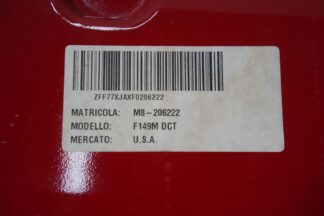 ZFF77XJAXF0206222
MATRICOLA: M8-206222
MODELLO: F149M DCT
MERCATO: U.S.A.